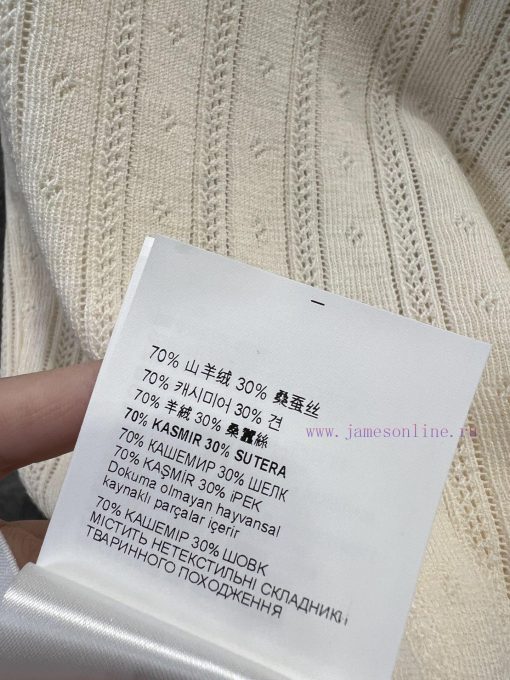 70% 山羊绒 30% 桑蚕丝
70% 캐시미어 30% 견
70% 羊絨 30% 桑蠶絲
70% KASMIR 30% SUTERA
70% КАШЕМИР 30% ШЕЛК
70% KAŞMİR 30% İPEK
Dokuma olmayan hayvansal
kaynaklı parçalar içerir
70% КАШЕМІР 30% ШОВК
МІСТИТЬ НЕТЕКСТИЛЬНІ СКЛАДНИКИ
ТВАРИННОГО ПОХОДЖЕННЯ
www.jamesonline.ru